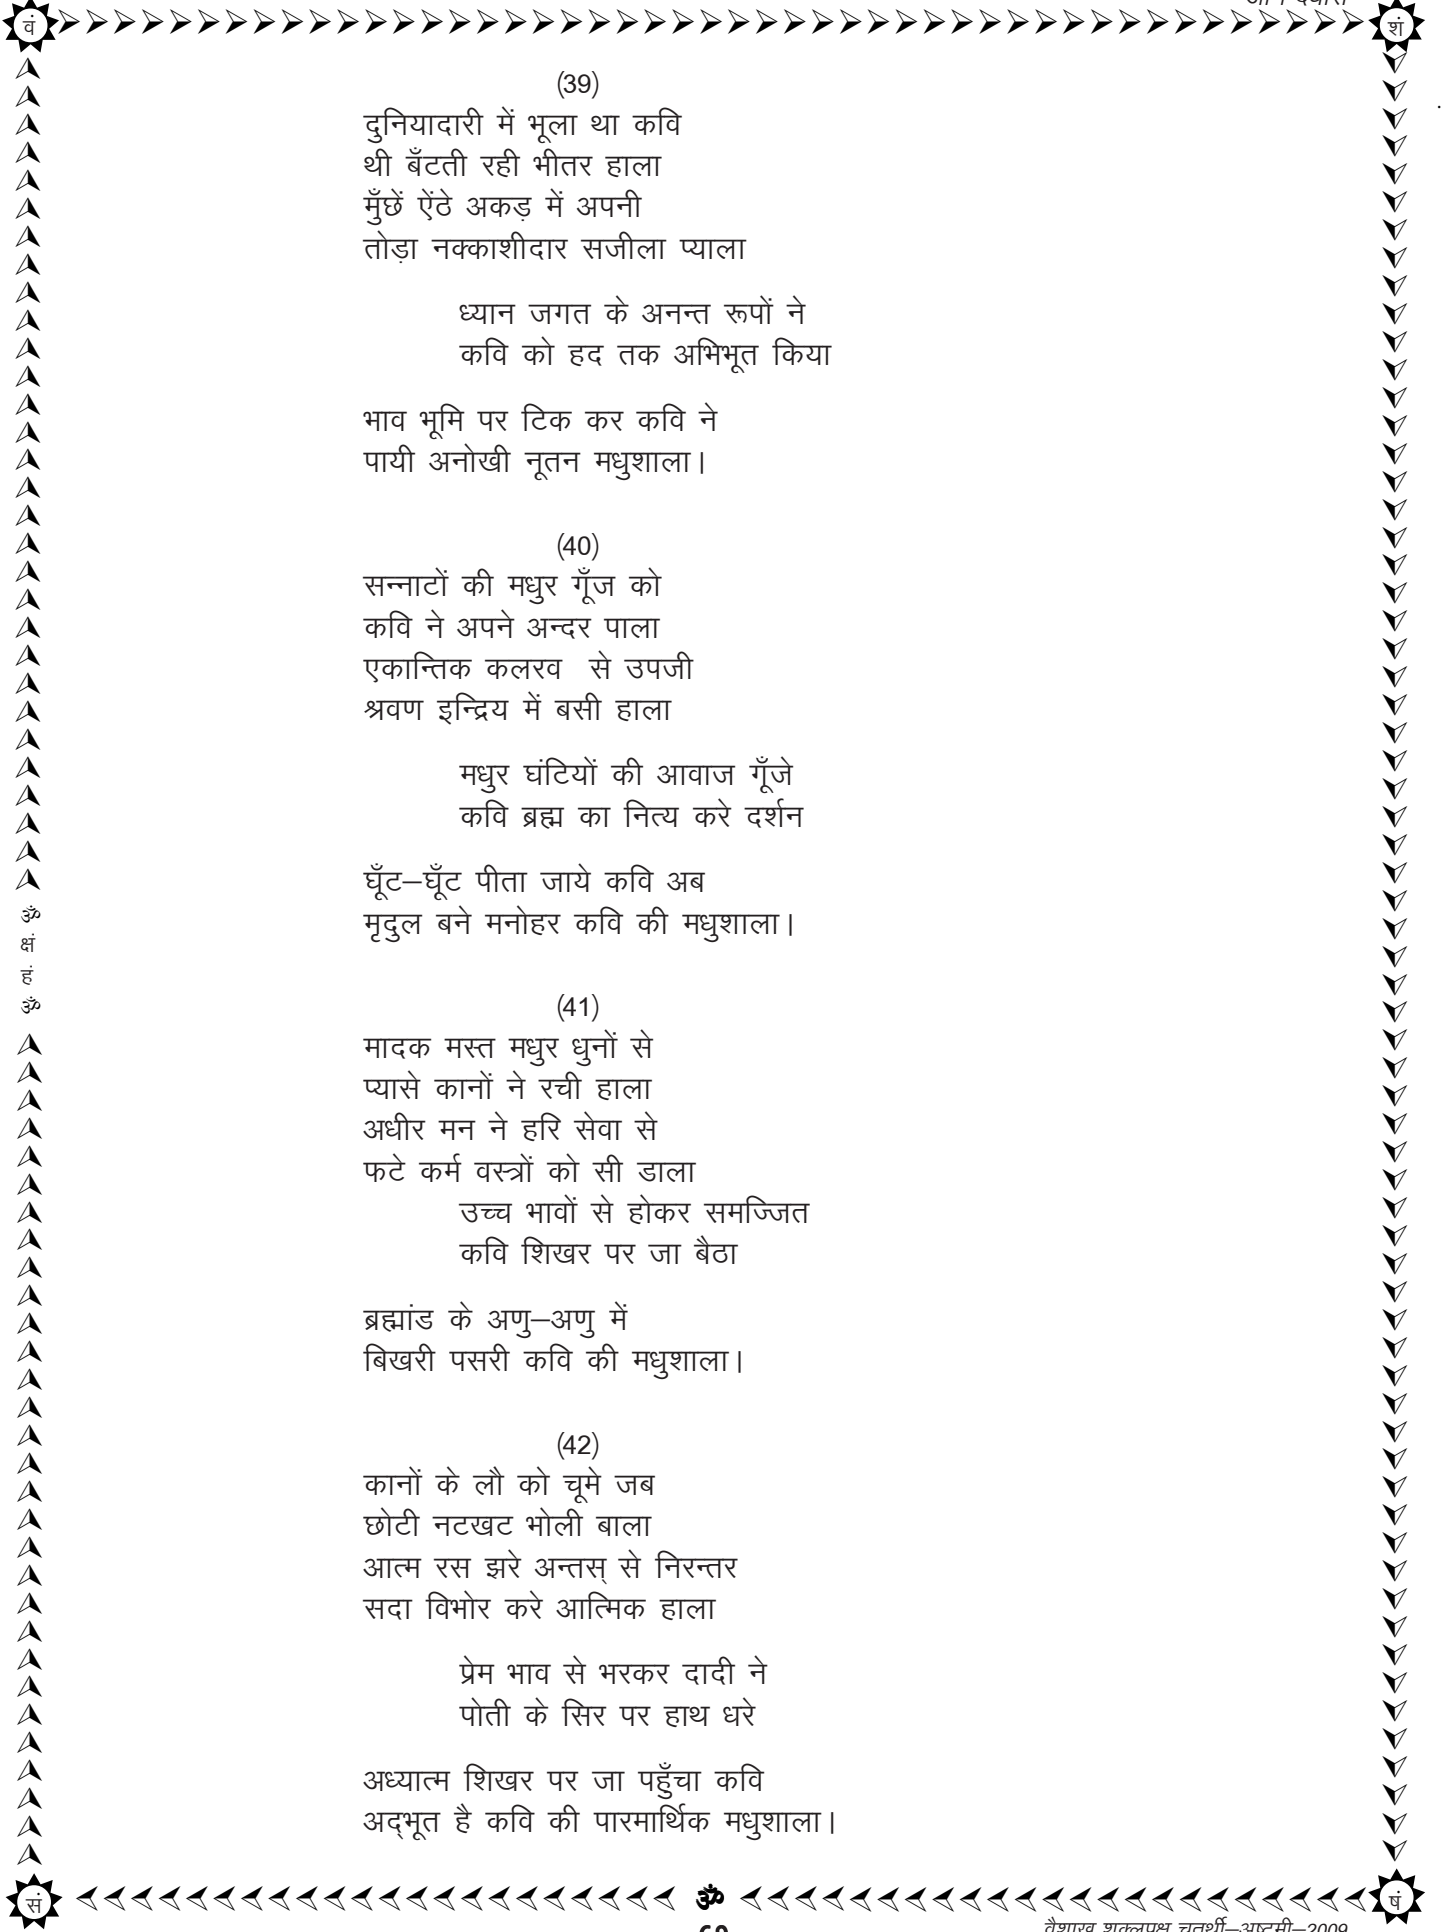 वं
शं
(39)
दुनियादारी में भूला था कवि
थी बँटती रही भीतर हाला
मुँछें ऐंठे अकड़ में अपनी
तोड़ा नक्काशीदार सजीला प्याला
ध्यान जगत के अनन्त रूपों ने
कवि को हद तक अभिभूत किया
भाव भूमि पर टिक कर कवि ने
पायी अनोखी नूतन मधुशाला।
(40)
सन्नाटों की मधुर गूँज को
कवि ने अपने अन्दर पाला
एकान्तिक कलरव से उपजी
श्रवण इन्द्रिय में बसी हाला
मधुर घंटियों की आवाज गूँजे
कवि ब्रह्म का नित्य करे दर्शन
घूँट–घूँट पीता जाये कवि अब
मृदुल बने मनोहर कवि की मधुशाला।
ॐ
क्षं
हं
ॐ
(41)
मादक मस्त मधुर धुनों से
प्यासे कानों ने रची हाला
अधीर मन ने हरि सेवा से
फटे कर्म वस्त्रों को सी डाला
उच्च भावों से होकर समज्जित
कवि शिखर पर जा बैठा
ब्रह्मांड के अणु–अणु में
बिखरी पसरी कवि की मधुशाला।
(42)
कानों के लौ को चूमे जब
छोटी नटखट भोली बाला
आत्म रस झरे अन्तस् से निरन्तर
सदा विभोर करे आत्मिक हाला
प्रेम भाव से भरकर दादी ने
पोती के सिर पर हाथ धरे
अध्यात्म शिखर पर जा पहुँचा कवि
अद्भूत है कवि की पारमार्थिक मधुशाला।
सं
ॐ
षं
वैशाख शुक्लपक्ष चतुर्थी–अष्टमी–2009